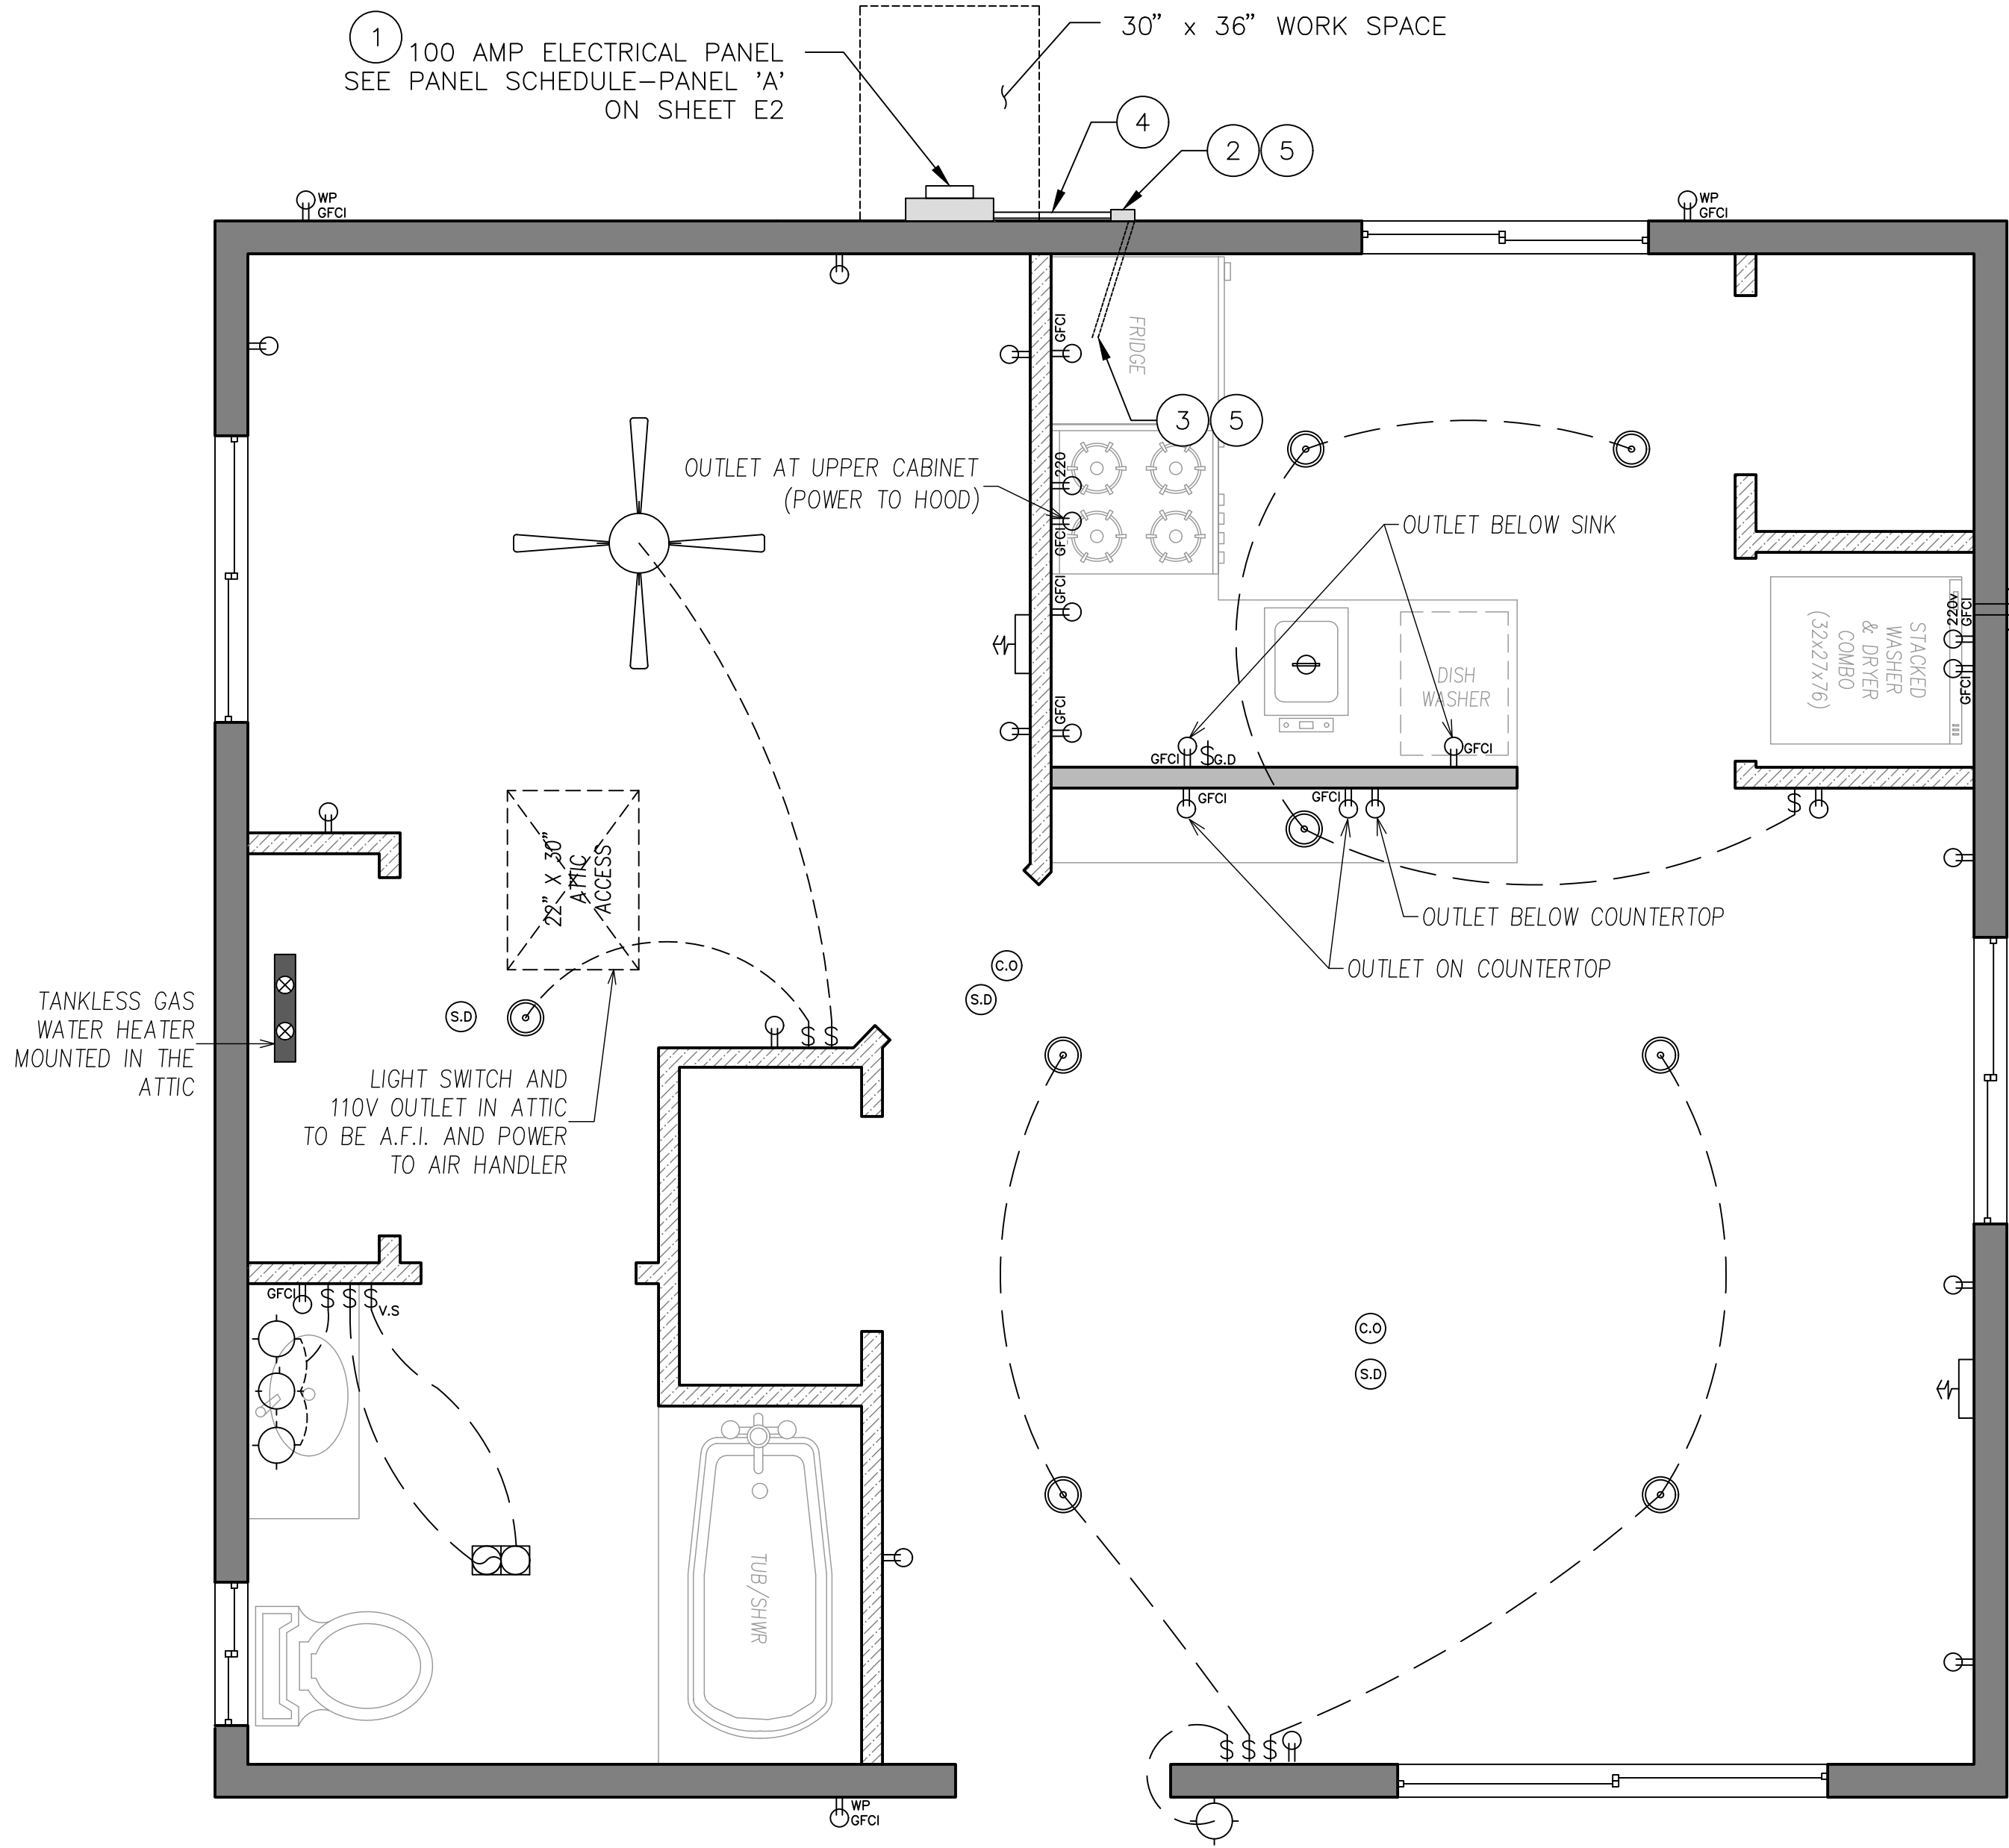 1
100 AMP ELECTRICAL PANEL
SEE PANEL SCHEDULE-PANEL 'A'
ON SHEET E2
30" x 36" WORK SPACE
4
2
5
WP
GFCI
WP
GFCI
GFCI
FRIDGE
3
5
OUTLET AT UPPER CABINET
(POWER TO HOOD)
220
GFCI
GFCI
GFCI
OUTLET BELOW SINK
DISH
WASHER
GFCI
$
G.D
GFCI
220v
GFCI
GFCI
STACKED
WASHER
& DRYER
COMBO
(32x27x76)
GFCI
GFCI
$
OUTLET BELOW COUNTERTOP
OUTLET ON COUNTERTOP
22" X 30"
ATTIC
ACCESS
C.O
S.D
S.D
$
$
TANKLESS GAS
WATER HEATER
MOUNTED IN THE
ATTIC
LIGHT SWITCH AND
110V OUTLET IN ATTIC
TO BE A.F.I. AND POWER
TO AIR HANDLER
GFCI
$
$
$
V.S
C.O
S.D
TUB/SHWR
$
$
$
WP
GFCI